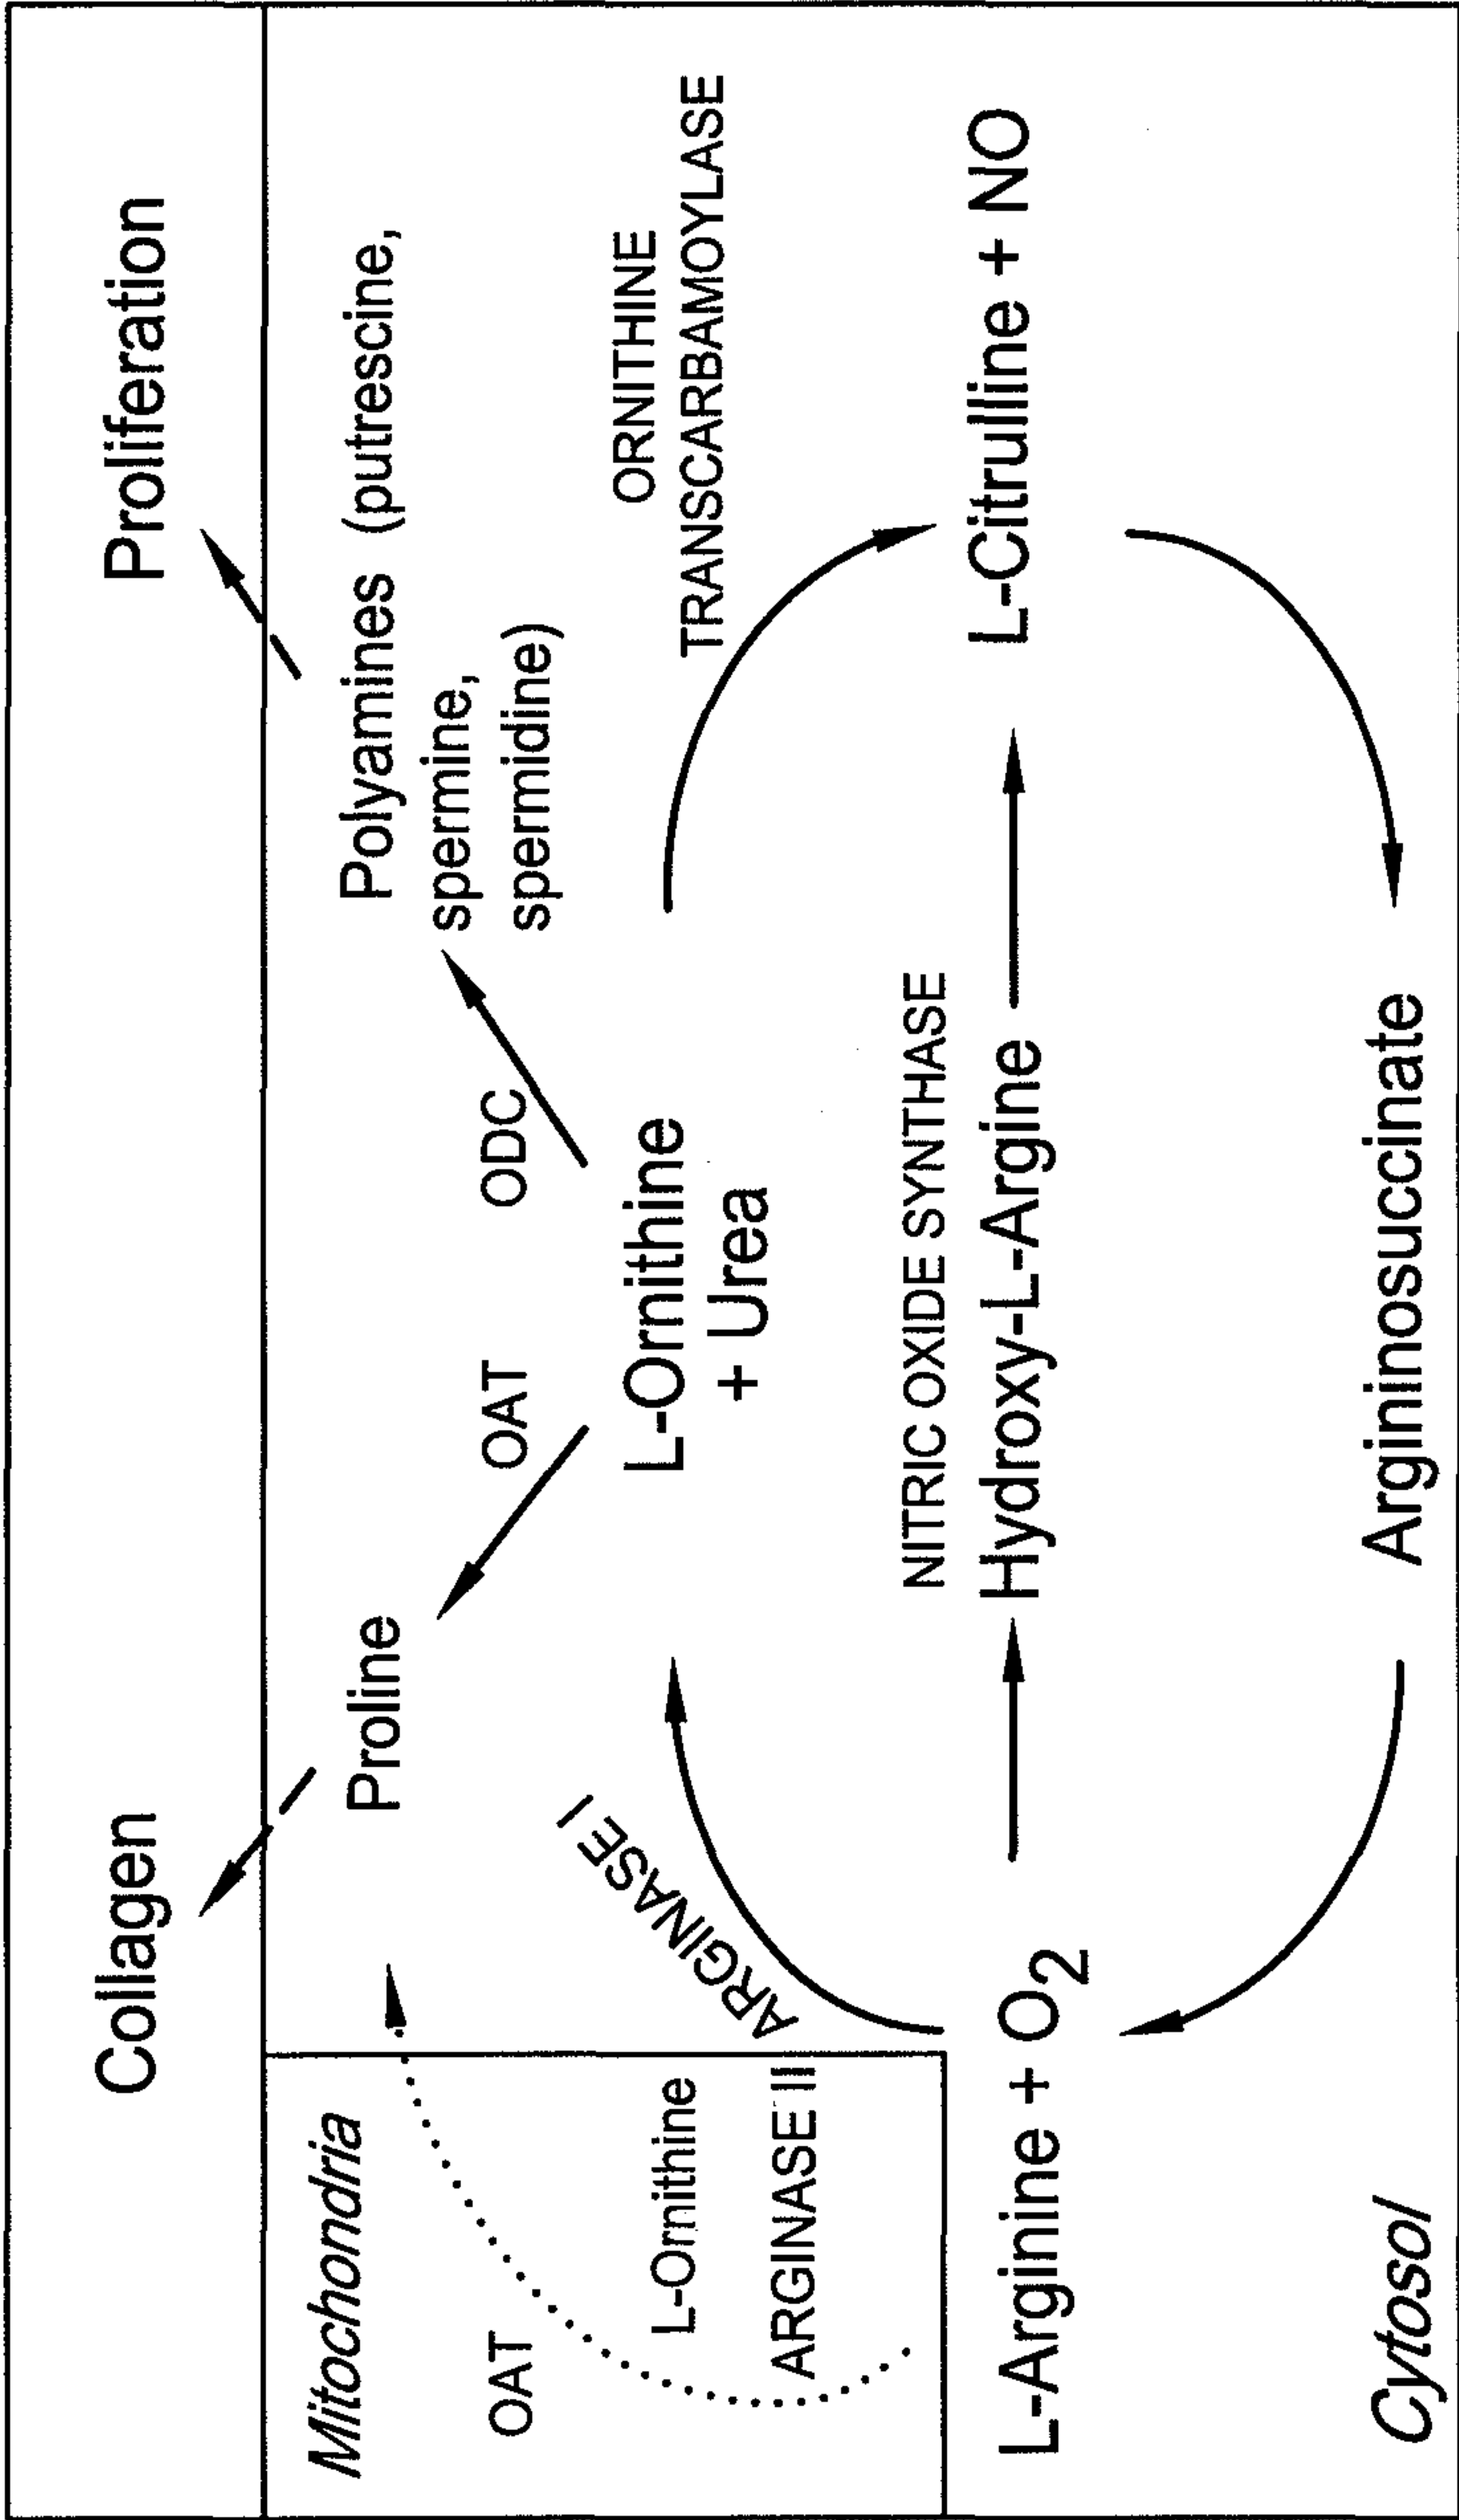 Collagen
Proliferation
Mitochondria
Proline
Polyamines (putrescine,
spermine,
spermidine)
OAT
OAT
ODC
L-Ornithine
ARGINASE II
ARGINASE I
L-Ornithine
+ Urea
ORNITHINE
TRANSCARBAMOYLASE
NITRIC OXIDE SYNTHASE
L-Arginine + O2
Hydroxy-L-Argine
L-Citrulline + NO
Cytosol
Argininosuccinate